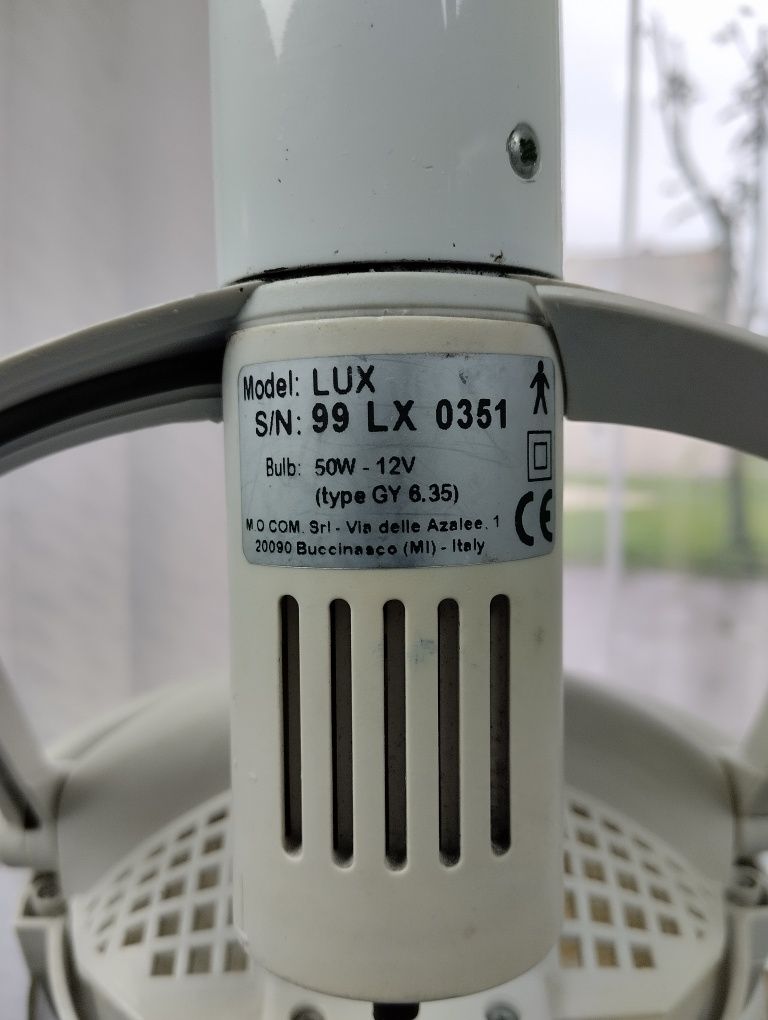 Model: LUX
S/N: 99 LX 0351
Bulb: 50W - 12V
(type GY 6.35)
M.O.COM. Srl - Via delle Azalee, 1
20090 Buccinasco (MI) - Italy
CE